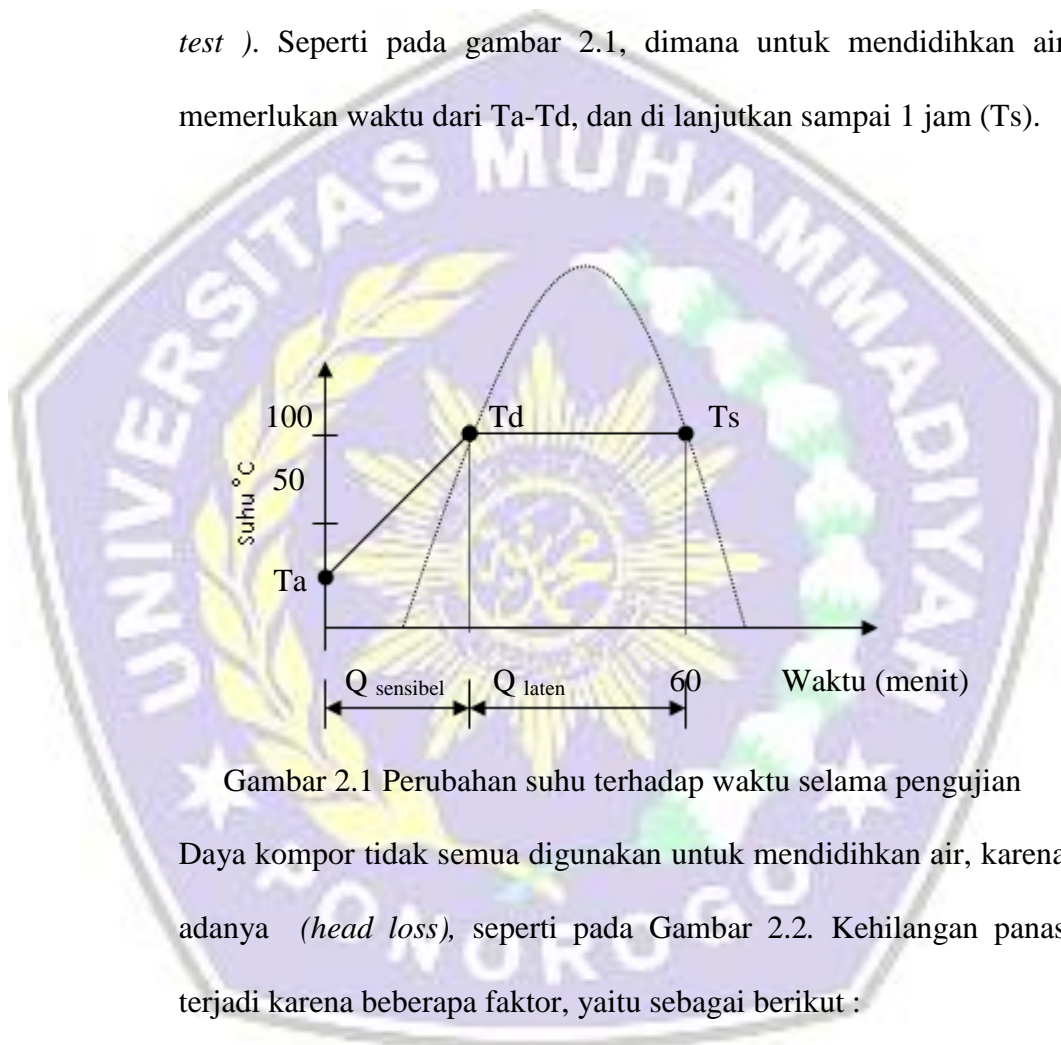 test ). Seperti pada gambar 2.1, dimana untuk mendidihkan air
memerlukan waktu dari Ta-Td, dan di lanjutkan sampai 1 jam (Ts).
UNIVERSITAS MUHAMMADIYAH
Td
Ts
100
50
suhu °C
Ta
Q sensibel
Q laten
60
Waktu (menit)
Gambar 2.1 Perubahan suhu terhadap waktu selama pengujian
Daya kompor tidak semua digunakan untuk mendidihkan air, karena
adanya (head loss), seperti pada Gambar 2.2. Kehilangan panas
PONOROGO
terjadi karena beberapa faktor, yaitu sebagai berikut :